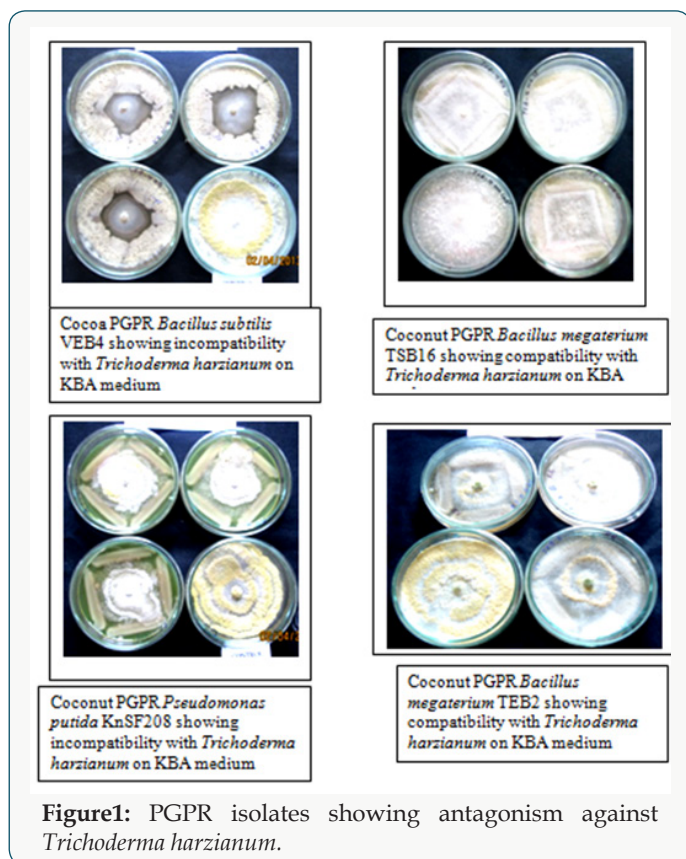 02/04/201
Cocoa PGPR Bacillus subtilis
VEB4 showing incompatibility
with Trichoderma harzianum on
KBA medium
Coconut PGPR Bacillus megaterium
TSB16 showing compatibility with
Trichoderma harzianum on KBA
Coconut PGPR Pseudomonas
putida KnSF208 showing
incompatibility with Trichoderma
harzianum on KBA medium
Coconut PGPR Bacillus
megaterium TEB2 showing
compatibility with Trichoderma
harzianum on KBA medium
Figure1: PGPR isolates showing antagonism against
Trichoderma harzianum.